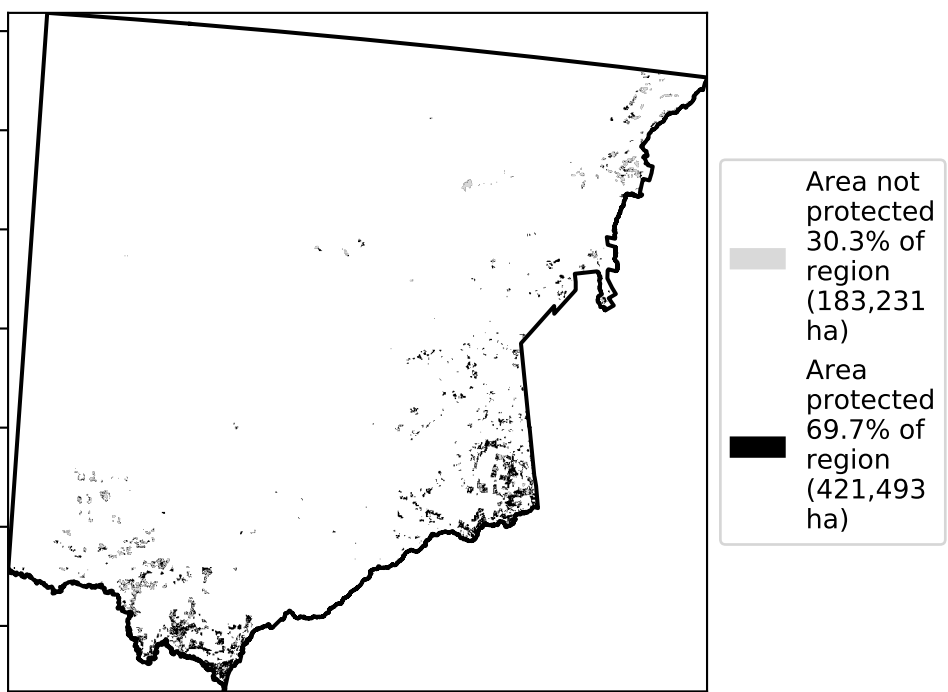 Area not
protected
30.3% of
region
(183,231
ha)
Area
protected
69.7% of
region
(421,493
ha)